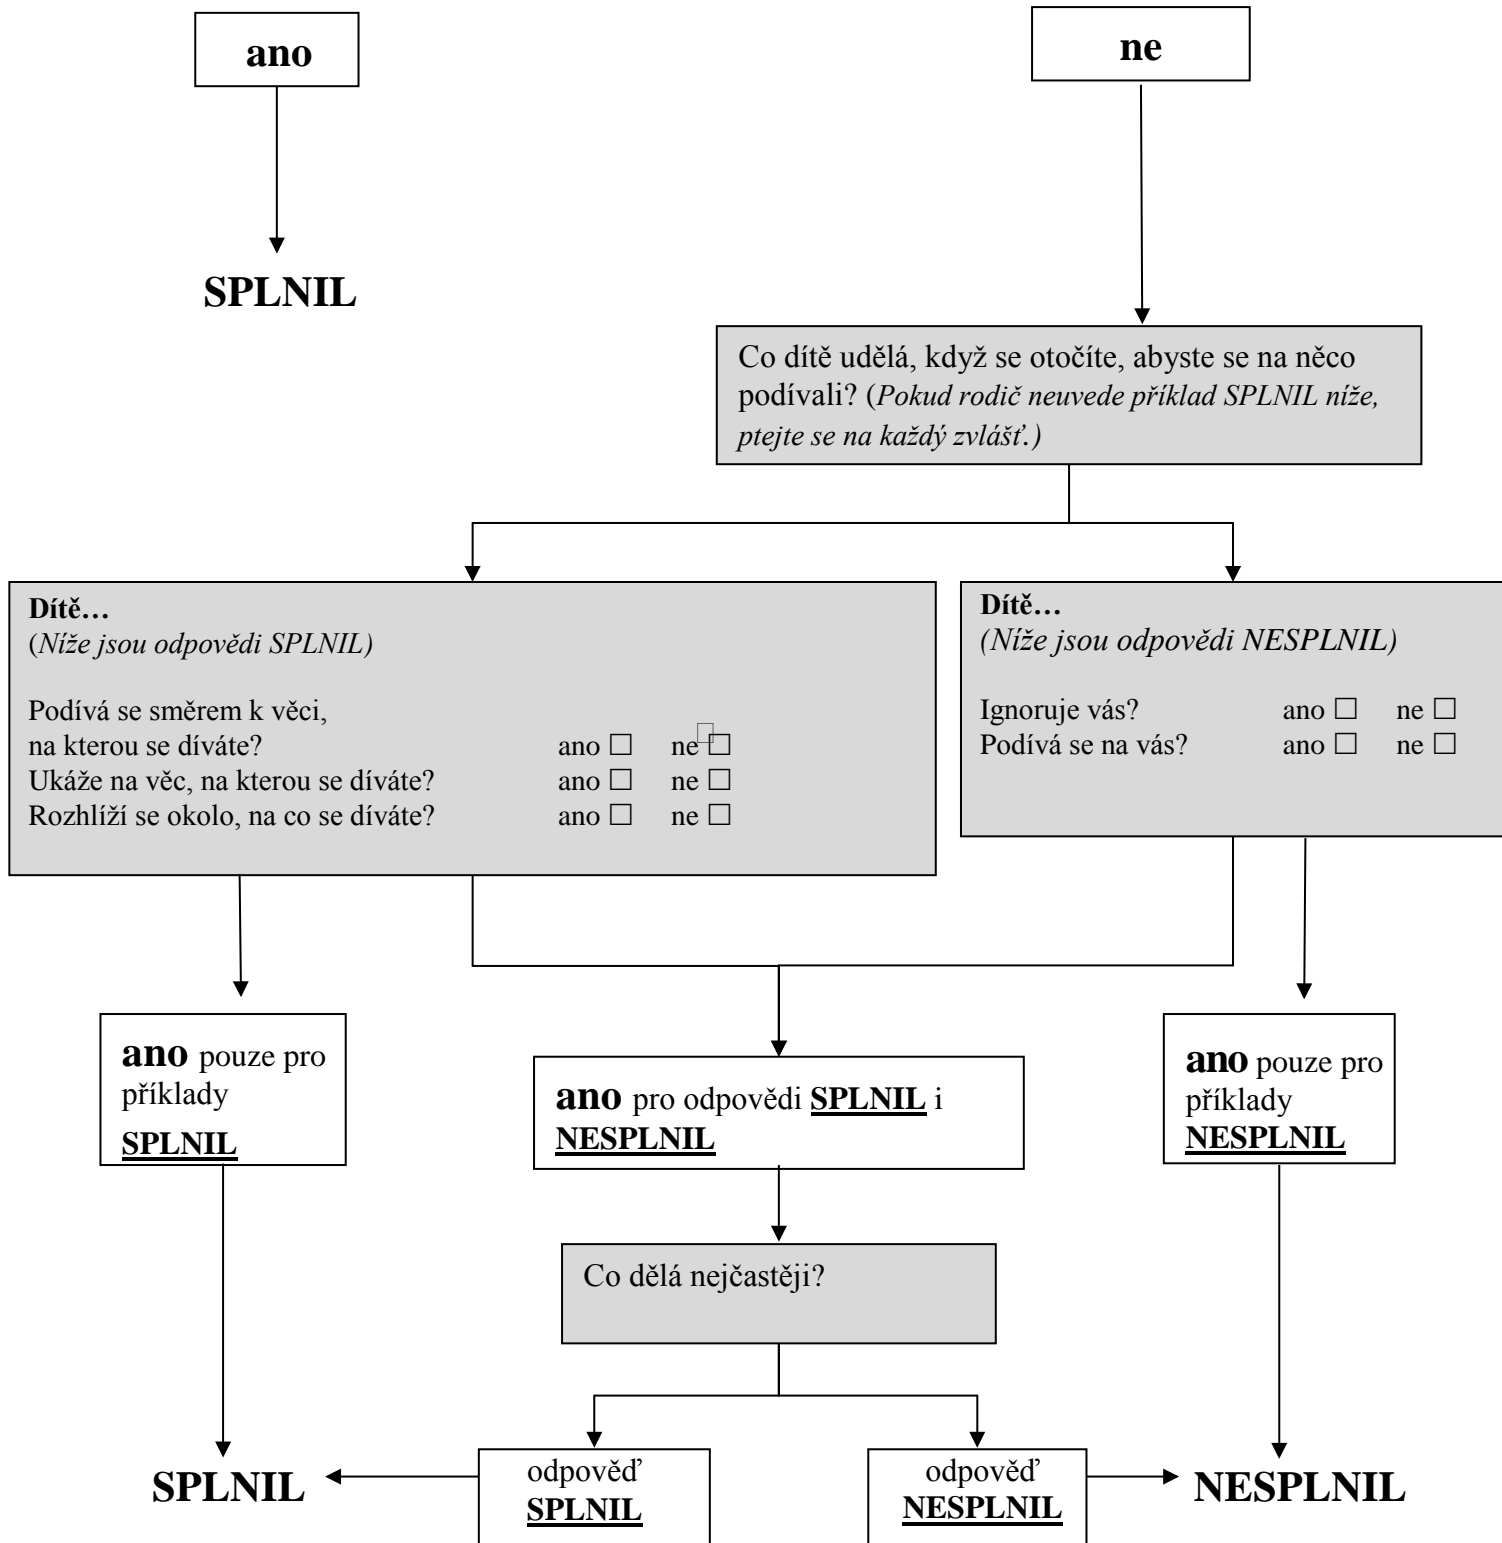 ano
ne
SPLNIL
Co dítě udělá, když se otočíte, abyste se na něco
podívali? (Pokud rodič neuvede příklad SPLNIL níže,
ptejte se na každý zvlášť.)
Dítě…
(Níže jsou odpovědi SPLNIL)
Podívá se směrem k věci,
na kterou se díváte? ano ☐ ne ☐
Ukáže na věc, na kterou se díváte? ano ☐ ne ☐
Rozhlíží se okolo, na co se díváte? ano ☐ ne ☐
Dítě…
(Níže jsou odpovědi NESPLNIL)
Ignoruje vás? ano ☐ ne ☐
Podívá se na vás? ano ☐ ne ☐
ano pouze pro
příklady
SPLNIL
ano pro odpovědi SPLNIL i
NESPLNIL
ano pouze pro
příklady
NESPLNIL
Co dělá nejčastěji?
SPLNIL
odpověď
SPLNIL
odpověď
NESPLNIL
NESPLNIL